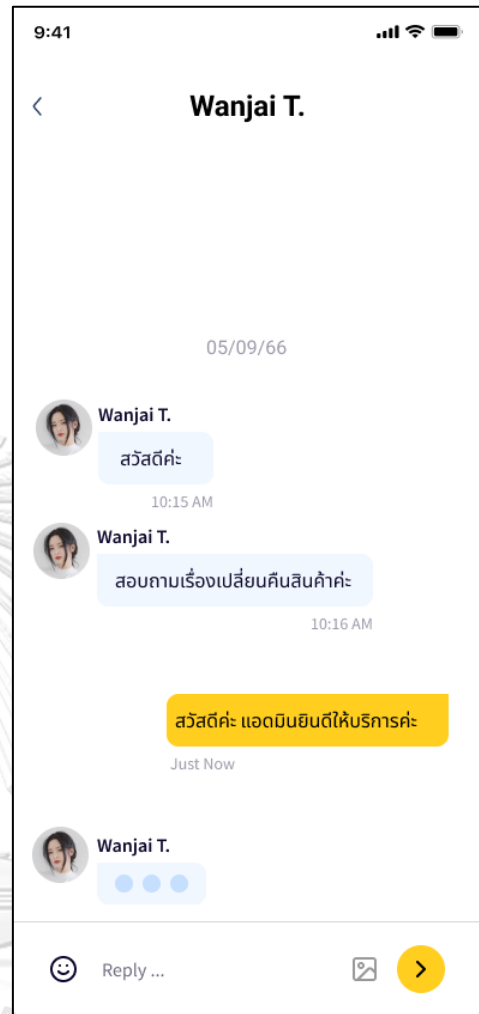 9:41
Wanjai T.
05/09/66
Wanjai T.
สวัสดีค่ะ
10:15 AM
Wanjai T.
สอบถามเรื่องเปลี่ยนคืนสินค้าค่ะ
10:16 AM
สวัสดีค่ะ แอดมินยินดีให้บริการค่ะ
Just Now
Wanjai T.
Reply ...